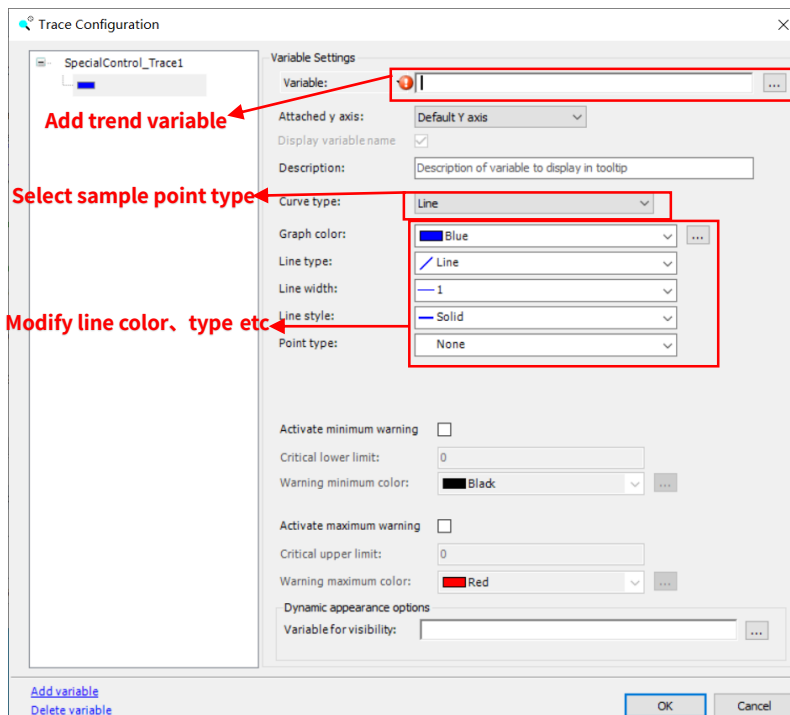 Trace Configuration
SpecialControl_Trace1
Variable Settings
Variable:
...
Add trend variable
Attached y axis: Default Y axis
Display variable name
Description: Description of variable to display in tooltip
Select sample point type
Curve type: Line
Graph color: Blue ...
Line type: Line
Line width: 1
Modify line color、type etc
Line style: Solid
Point type: None
Activate minimum warning
Critical lower limit: 0
Warning minimum color: Black ...
Activate maximum warning
Critical upper limit: 0
Warning maximum color: Red ...
Dynamic appearance options
Variable for visibility: ...
Add variable
Delete variable
OK Cancel